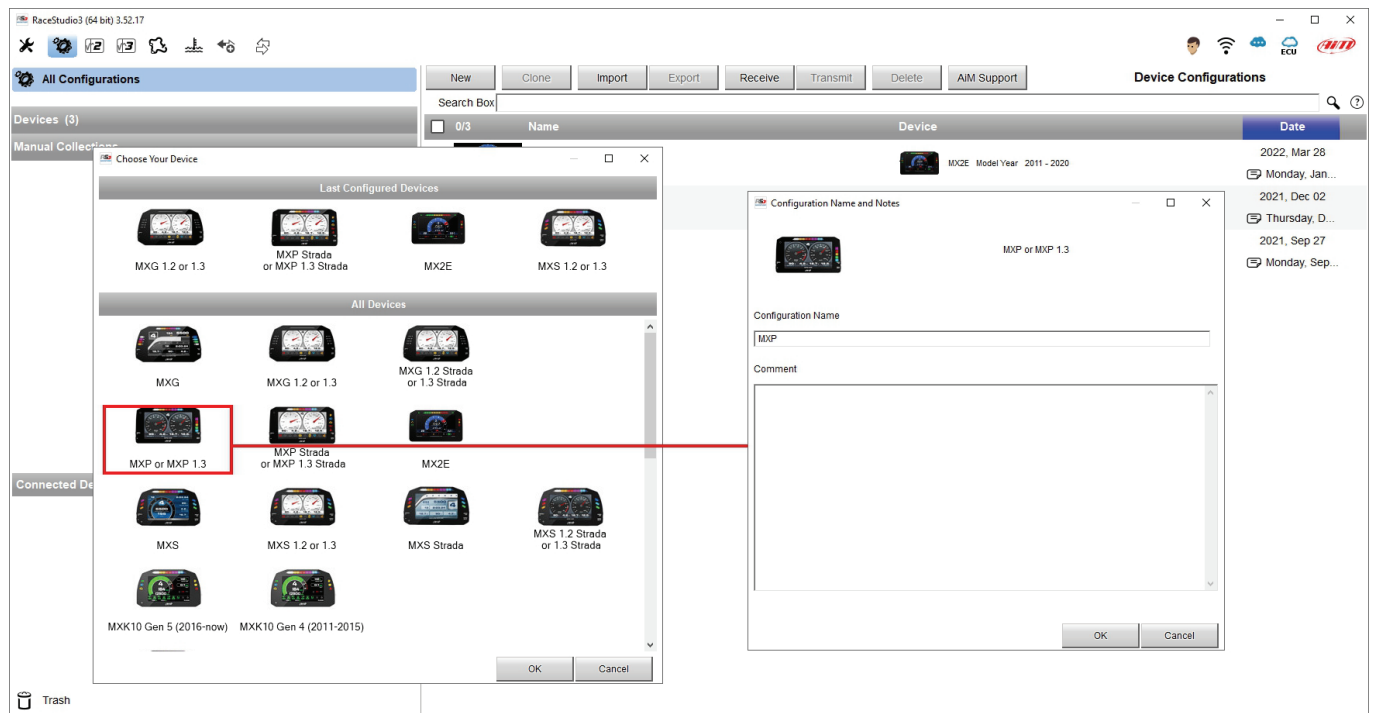 RaceStudio3 (64 bit) 3.52.17
ECU
All Configurations
New Clone Import Export Receive Transmit Delete AiM Support Device Configurations
Search Box
Devices (3)
0/3 Name Device Date
Manual Collections
MX2E Model Year 2011 - 2020
2022, Mar 28
Monday, Jan...
2021, Dec 02
Thursday, D...
2021, Sep 27
Monday, Sep...
Connected De
Trash
Choose Your Device
Last Configured Devices
MXG 1.2 or 1.3
MXP Strada
or MXP 1.3 Strada
MX2E
MXS 1.2 or 1.3
All Devices
MXG
MXG 1.2 or 1.3
MXG 1.2 Strada
or 1.3 Strada
MXP or MXP 1.3
MXP Strada
or MXP 1.3 Strada
MX2E
MXS
MXS 1.2 or 1.3
MXS Strada
MXS 1.2 Strada
or 1.3 Strada
MXK10 Gen 5 (2016-now)
MXK10 Gen 4 (2011-2015)
OK Cancel
Configuration Name and Notes
MXP or MXP 1.3
Configuration Name
MXP
Comment
OK Cancel